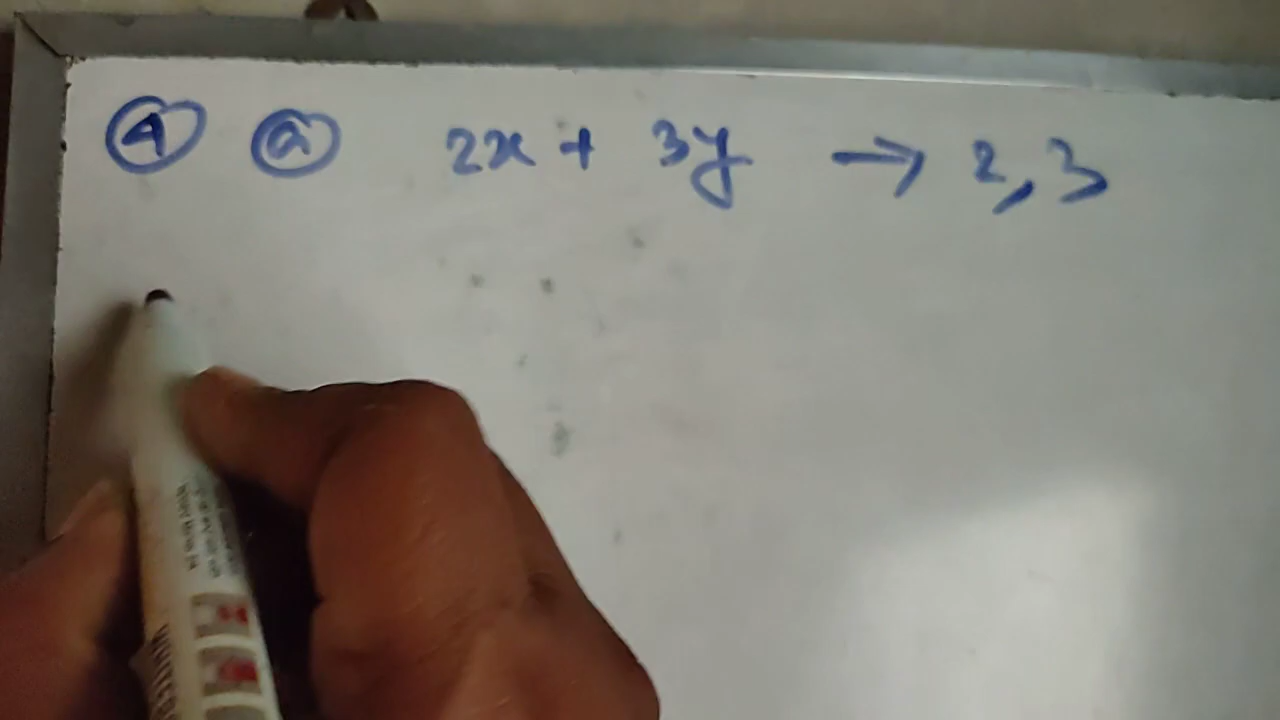 ④ ⓐ 2x + 3y → 2, 3